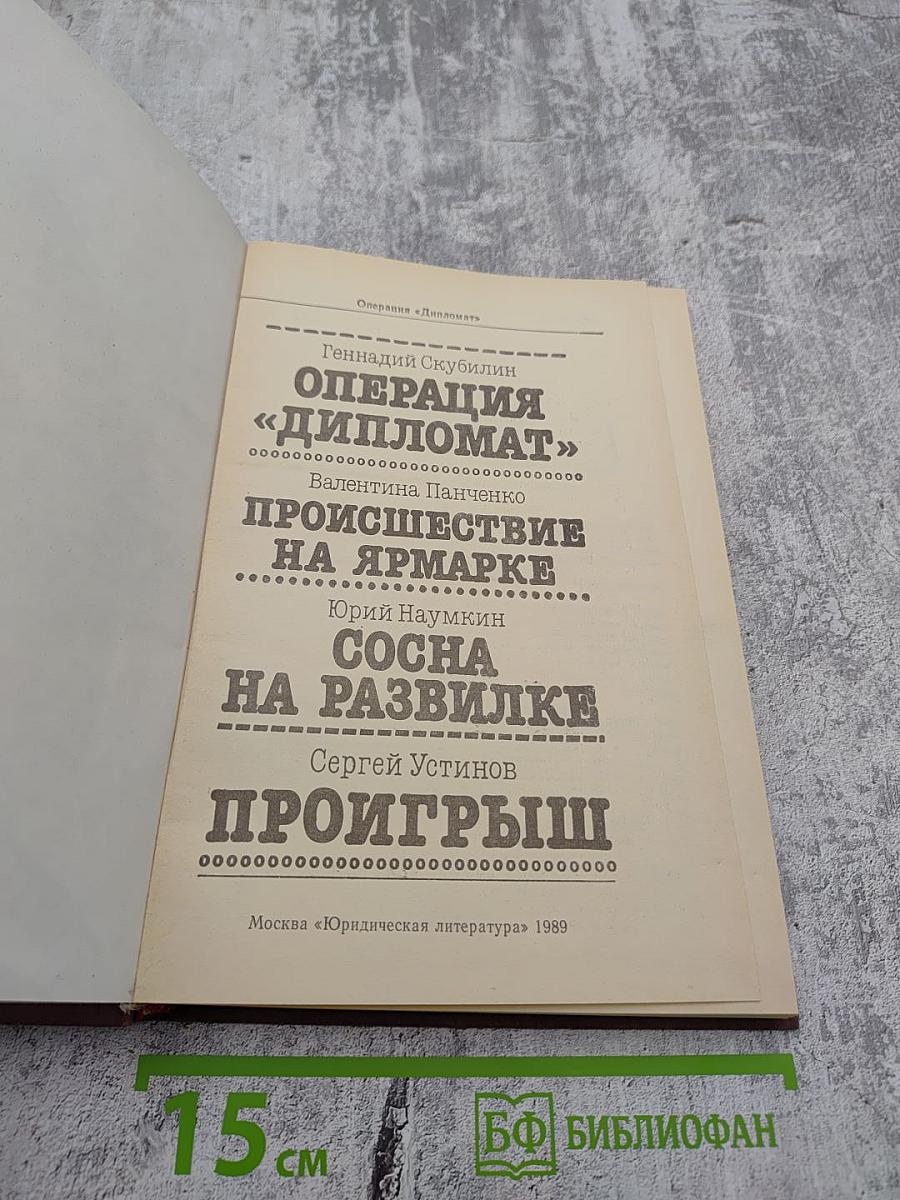 Операция «Дипломат»
Геннадий Скубилин
ОПЕРАЦИЯ
«ДИПЛОМАТ»
Валентина Панченко
ПРОИСШЕСТВИЕ
НА ЯРМАРКЕ
Юрий Наумкин
СОСНА
НА РАЗВИЛКЕ
Сергей Устинов
ПРОИГРЫШ
Москва «Юридическая литература» 1989
15 см
БФ БИБЛИОФАН